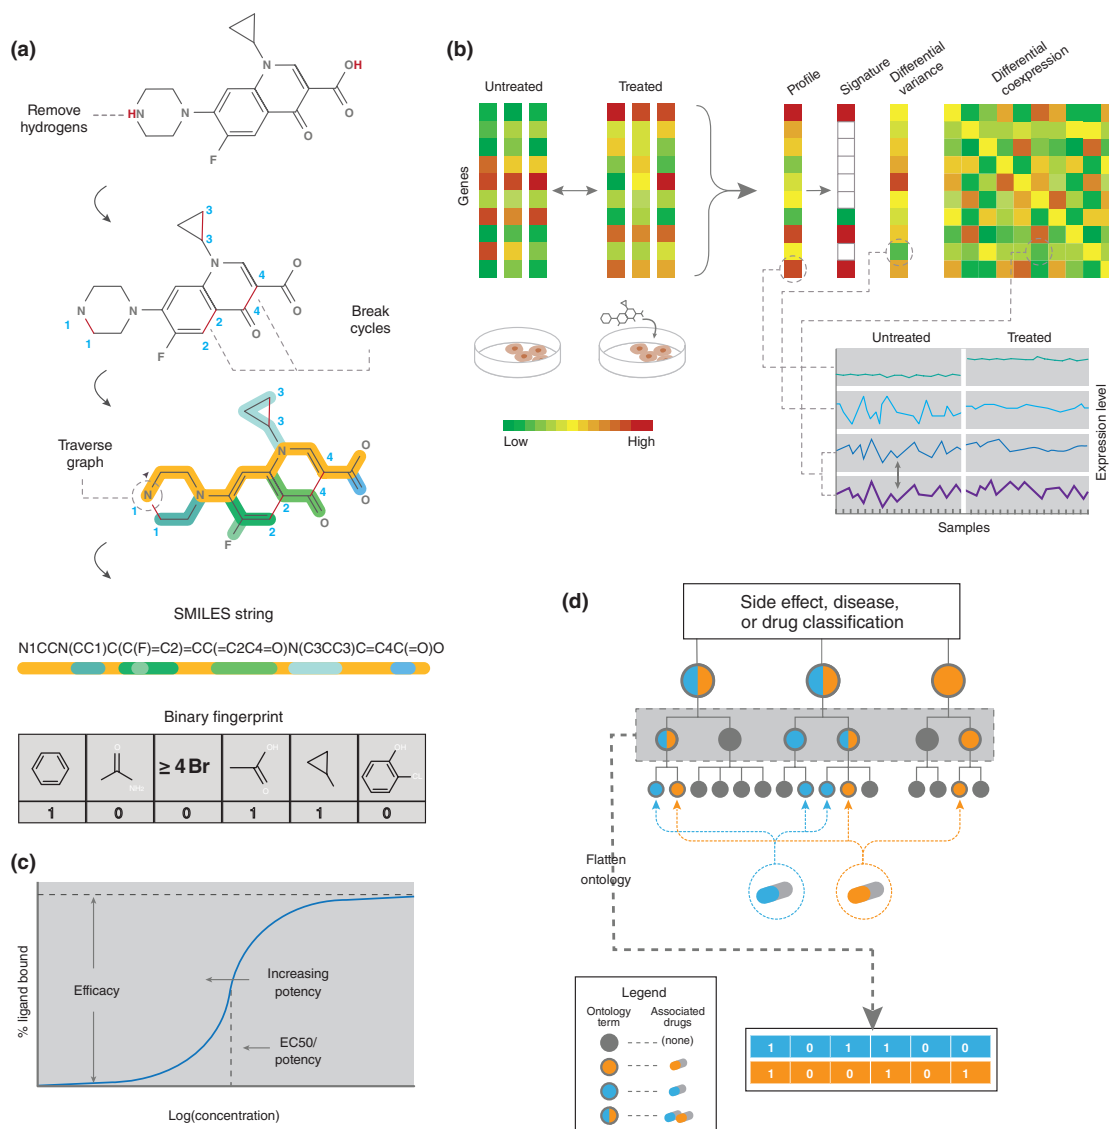 (a)
Remove
hydrogens
H
N
N
N
F
O
O
OH
3
3
N
N
N
1
1
2
2
4
4
F
O
O
O
Break
cycles
Traverse
graph
3
3
N
N
N
1
1
2
2
4
4
F
O
O
O
SMILES string
N1CCN(CC1)C(C(F)=C2)=CC(=C2C4=O)N(C3CC3)C=C4C(=O)O
Binary fingerprint
O
NH₂
≥ 4 Br
OH
O
OH
CL
1 0 0 1 1 0
(b)
Untreated
Treated
Genes
Profile
Signature
Differential
variance
Differential
coexpression
Low
High
Untreated
Treated
Expression level
Samples
(c)
% ligand bound
Efficacy
Increasing
potency
EC50/
potency
Log(concentration)
(d)
Side effect, disease,
or drug classification
Flatten
ontology
Legend
Ontology
term
Associated
drugs
(none)
1 0 1 1 0 0
1 0 0 1 0 1